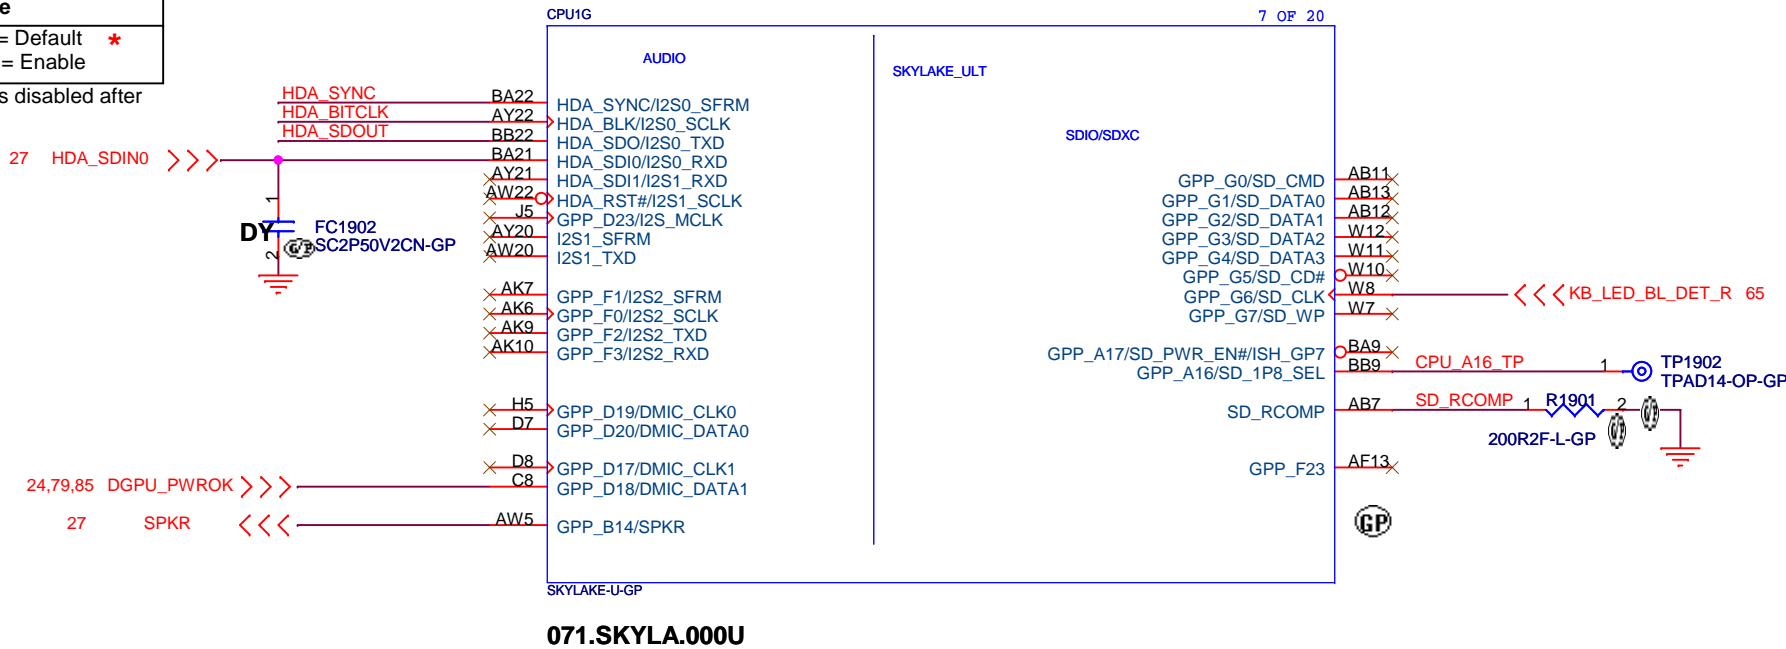 e
= Default *
= Enable
s disabled after
CPU1G
7 OF 20
AUDIO
SKYLAKE_ULT
SDIO/SDXC
HDA_SYNC BA22 HDA_SYNC/I2S0_SFRM
HDA_BITCLK AY22 HDA_BLK/I2S0_SCLK
HDA_SDOUT BB22 HDA_SDO/I2S0_TXD
27 HDA_SDIN0 BA21 HDA_SDI0/I2S0_RXD
AY21 HDA_SDI1/I2S1_RXD
AW22 HDA_RST#/I2S1_SCLK
J5 GPP_D23/I2S_MCLK
AY20 I2S1_SFRM
AW20 I2S1_TXD
1
DY
FC1902
SC2P50V2CN-GP
G/P
2
AK7 GPP_F1/I2S2_SFRM
AK6 GPP_F0/I2S2_SCLK
AK9 GPP_F2/I2S2_TXD
AK10 GPP_F3/I2S2_RXD
H5 GPP_D19/DMIC_CLK0
D7 GPP_D20/DMIC_DATA0
D8 GPP_D17/DMIC_CLK1
24,79,85 DGPU_PWROK C8 GPP_D18/DMIC_DATA1
27 SPKR AW5 GPP_B14/SPKR
GPP_G0/SD_CMD AB11
GPP_G1/SD_DATA0 AB13
GPP_G2/SD_DATA1 AB12
GPP_G3/SD_DATA2 W12
GPP_G4/SD_DATA3 W11
GPP_G5/SD_CD# W10
GPP_G6/SD_CLK W8 KB_LED_BL_DET_R 65
GPP_G7/SD_WP W7
GPP_A17/SD_PWR_EN#/ISH_GP7 BA9
GPP_A16/SD_1P8_SEL BB9 CPU_A16_TP 1 TP1902
TPAD14-OP-GP
SD_RCOMP AB7 SD_RCOMP 1 R1901 2
200R2F-L-GP
G/P
G/P
GPP_F23 AF13
GP
SKYLAKE-U-GP
071.SKYLA.000U